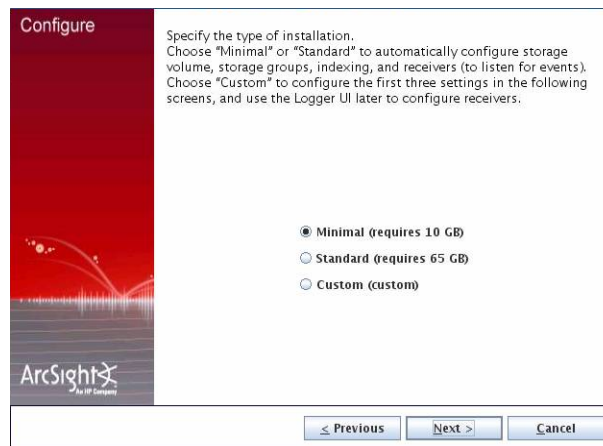 Configure
Specify the type of installation.
Choose “Minimal” or “Standard” to automatically configure storage
volume, storage groups, indexing, and receivers (to listen for events).
Choose “Custom” to configure the first three settings in the following
screens, and use the Logger UI later to configure receivers.
Minimal (requires 10 GB)
Standard (requires 65 GB)
Custom (custom)
ArcSight
An HP Company
< Previous
Next >
Cancel